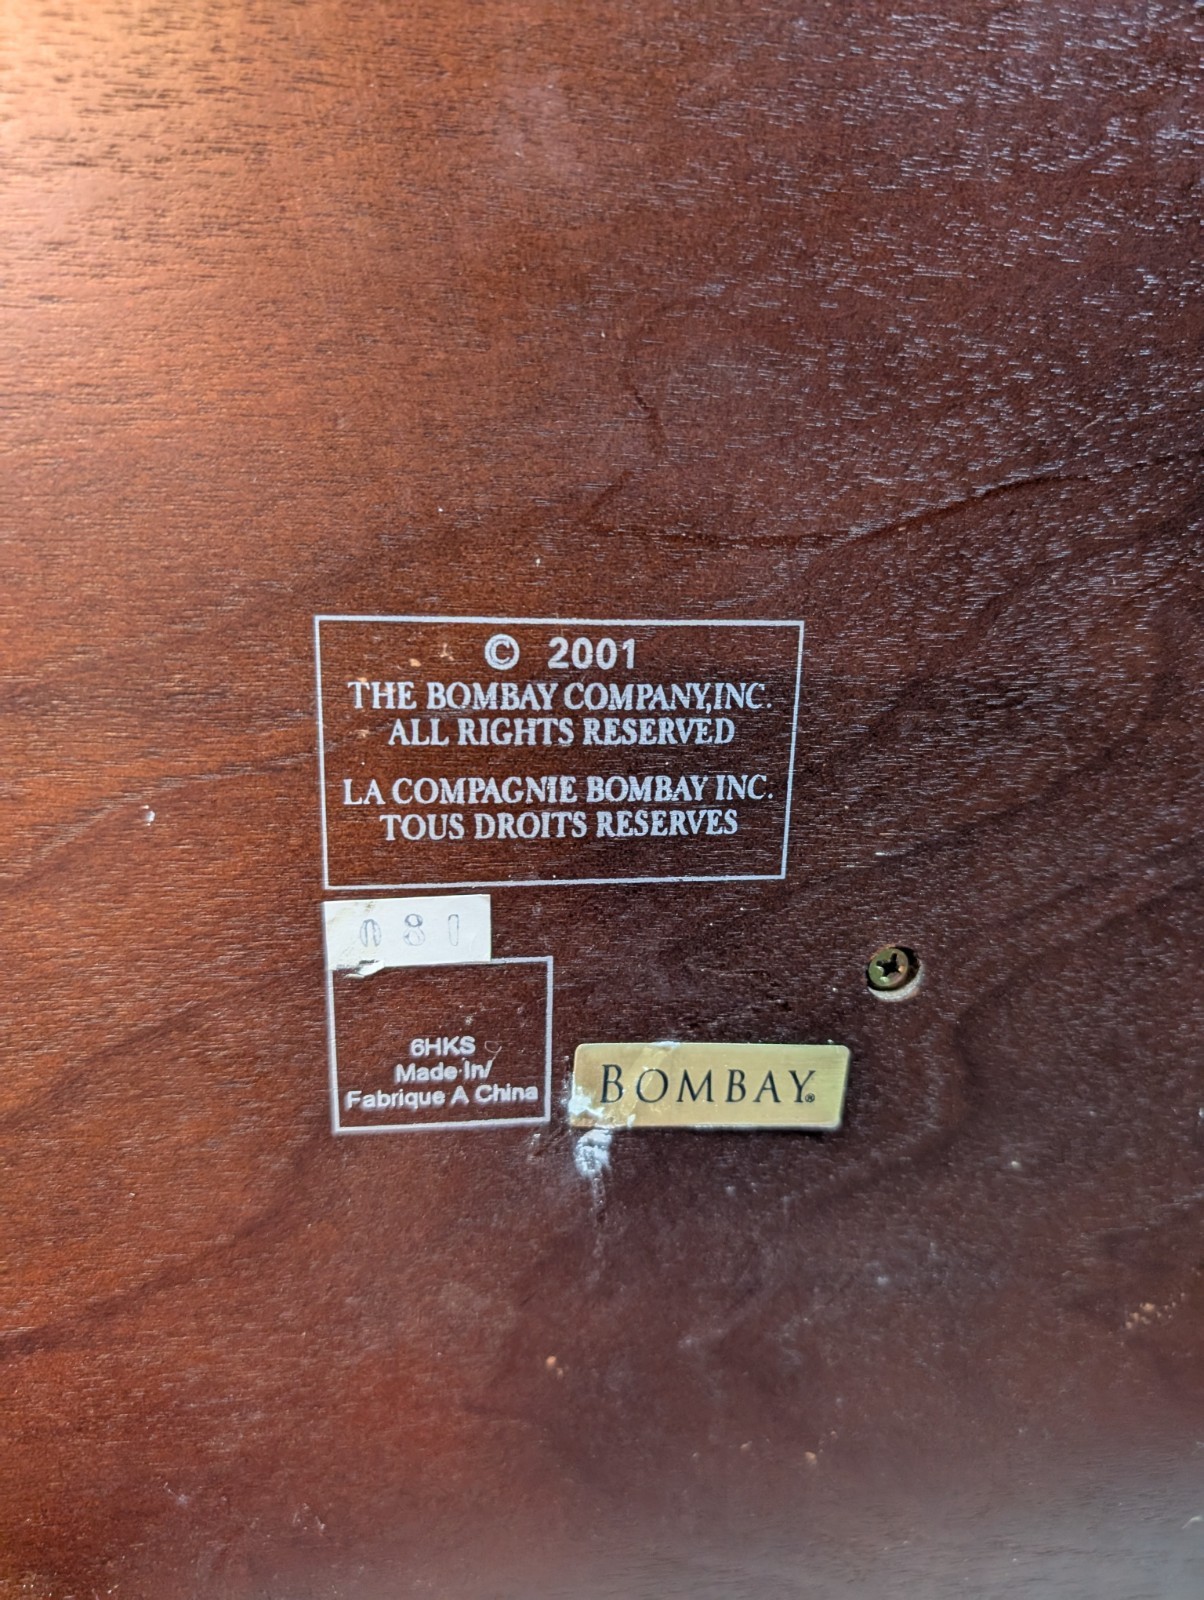 © 2001
THE BOMBAY COMPANY,INC.
ALL RIGHTS RESERVED
LA COMPAGNIE BOMBAY INC.
TOUS DROITS RESERVES
081
6HKS
Made In/
Fabrique A China
BOMBAY®